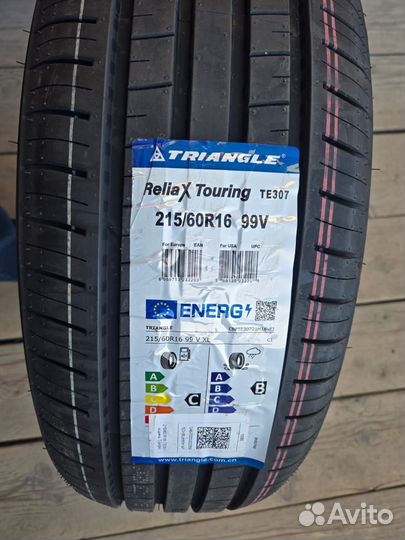 TRIANGLE
ReliaX Touring TE307
215/60R16 99V
For Europe EAN For USA UPC
ENERG
TRIANGLE
215/60R16 99 V XL C1
A
B
C
D
C
B
www.triangle.com.cn
Avito